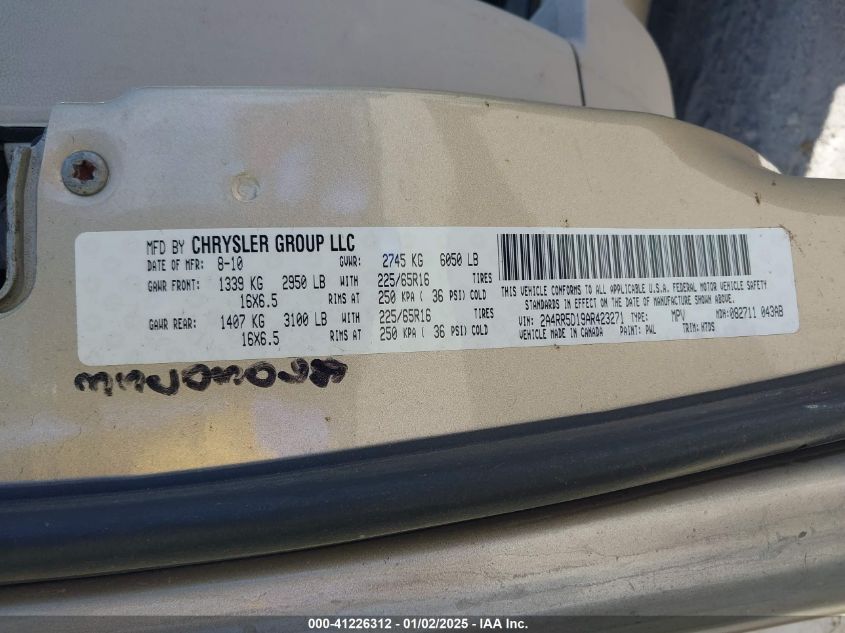 MFD BY CHRYSLER GROUP LLC
DATE OF MFR: 8-10 GVWR: 2745 KG 6050 LB
GAWR FRONT: 1339 KG 2950 LB WITH 225/65R16 TIRES
16X6.5 RIMS AT 250 KPA ( 36 PSI) COLD
GAWR REAR: 1407 KG 3100 LB WITH 225/65R16 TIRES
16X6.5 RIMS AT 250 KPA ( 36 PSI) COLD
THIS VEHICLE CONFORMS TO ALL APPLICABLE U.S.A. FEDERAL MOTOR VEHICLE SAFETY
STANDARDS IN EFFECT ON THE DATE OF MANUFACTURE SHOWN ABOVE.
VIN: 2A4RR5D19AR423271 TYPE: MPV MDH: 082711 043AB
VEHICLE MADE IN CANADA PAINT: PWL TRIM: HTDS
000-41226312 - 01/02/2025 - IAA Inc.